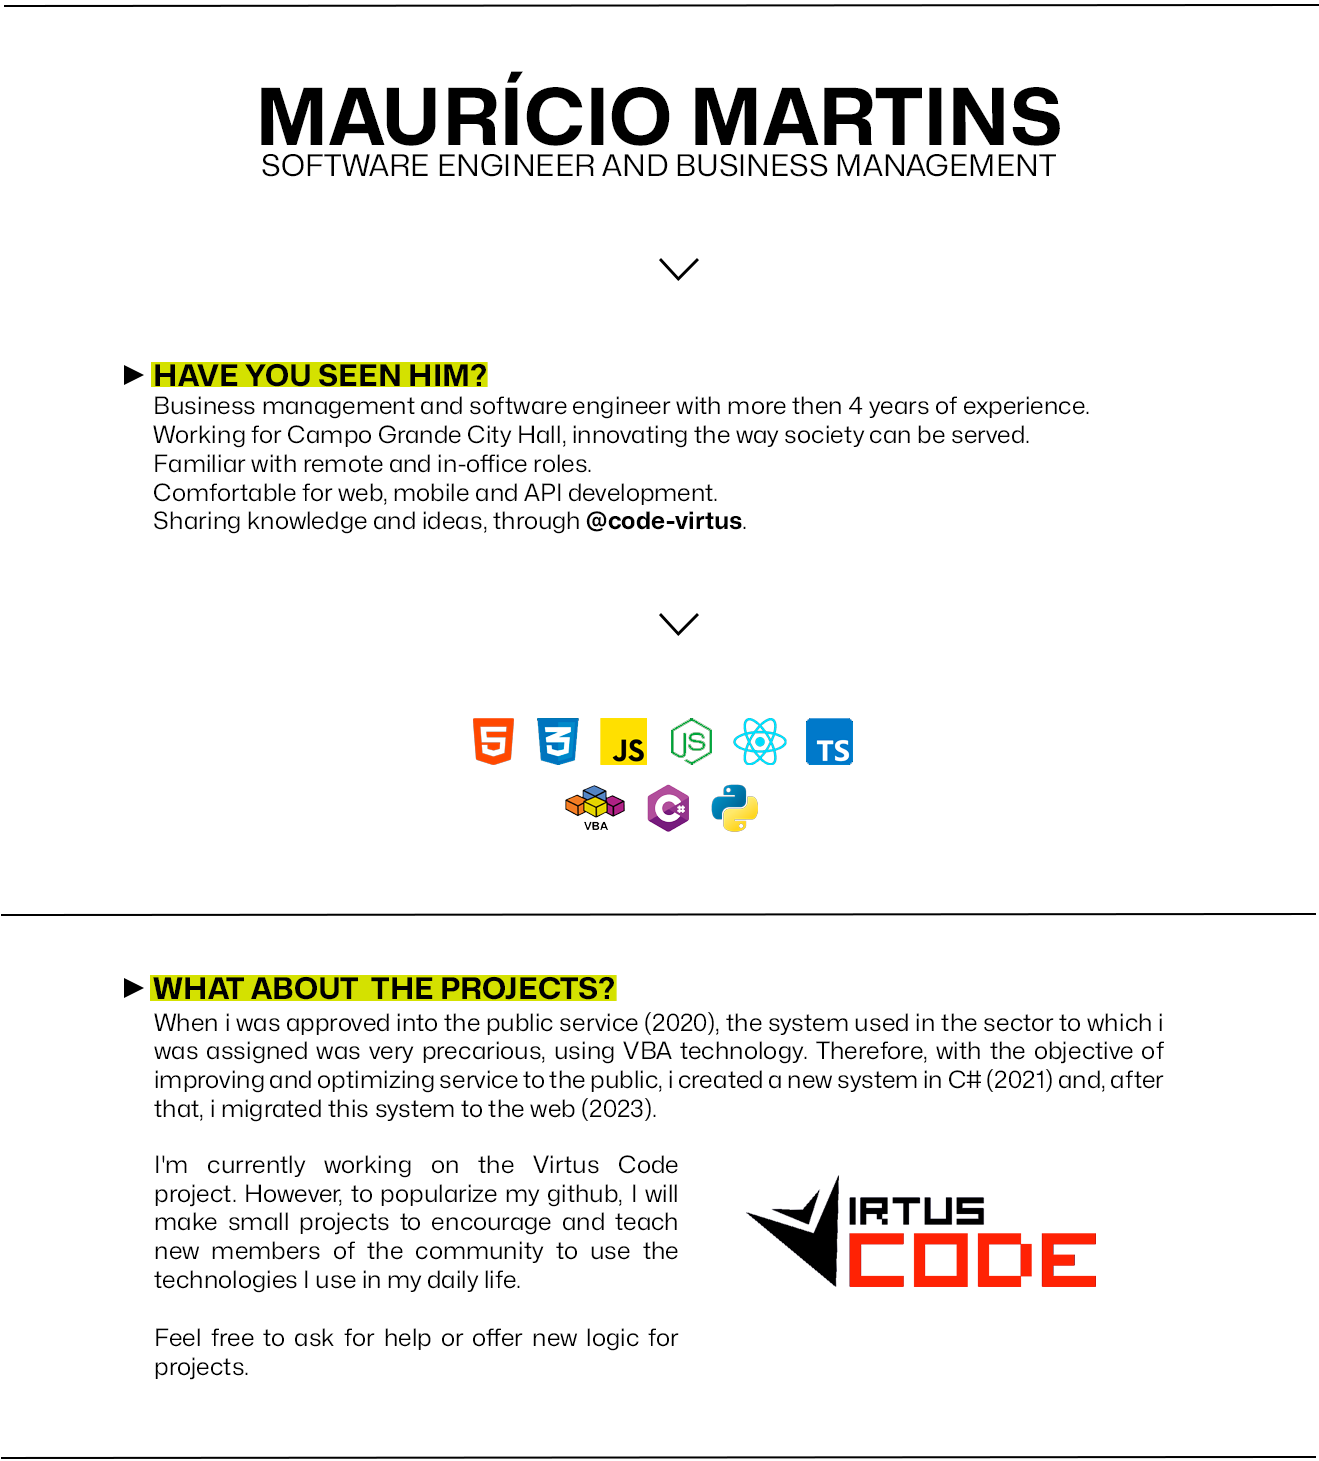 MAURÍCIO MARTINS
SOFTWARE ENGINEER AND BUSINESS MANAGEMENT
HAVE YOU SEEN HIM?
Business management and software engineer with more then 4 years of experience.
Working for Campo Grande City Hall, innovating the way society can be served.
Familiar with remote and in-office roles.
Comfortable for web, mobile and API development.
Sharing knowledge and ideas, through @code-virtus.
5 3 JS JS TS
VBA C#
WHAT ABOUT THE PROJECTS?
When i was approved into the public service (2020), the system used in the sector to which i
was assigned was very precarious, using VBA technology. Therefore, with the objective of
improving and optimizing service to the public, i created a new system in C# (2021) and, after
that, i migrated this system to the web (2023).
I'm currently working on the Virtus Code
project. However, to popularize my github, I will
make small projects to encourage and teach
new members of the community to use the
technologies I use in my daily life.
Feel free to ask for help or offer new logic for
projects.
VIRTUS
CODE